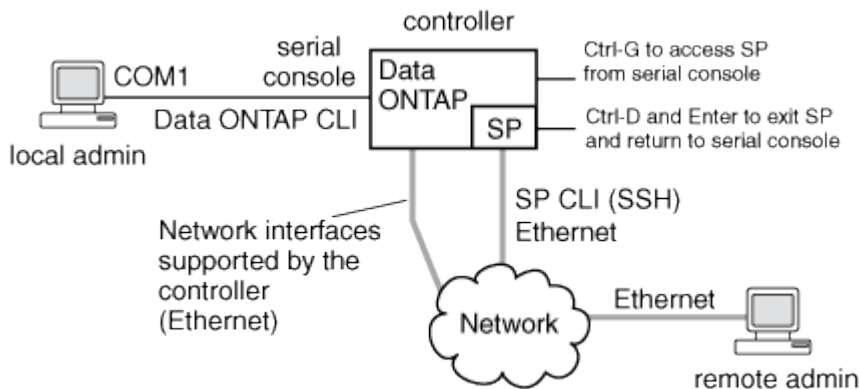 controller
serial
console
COM1
Data ONTAP CLI
local admin
Data
ONTAP
SP
Ctrl-G to access SP
from serial console
Ctrl-D and Enter to exit SP
and return to serial console
Network interfaces
supported by the
controller
(Ethernet)
SP CLI (SSH)
Ethernet
Network
Ethernet
remote admin